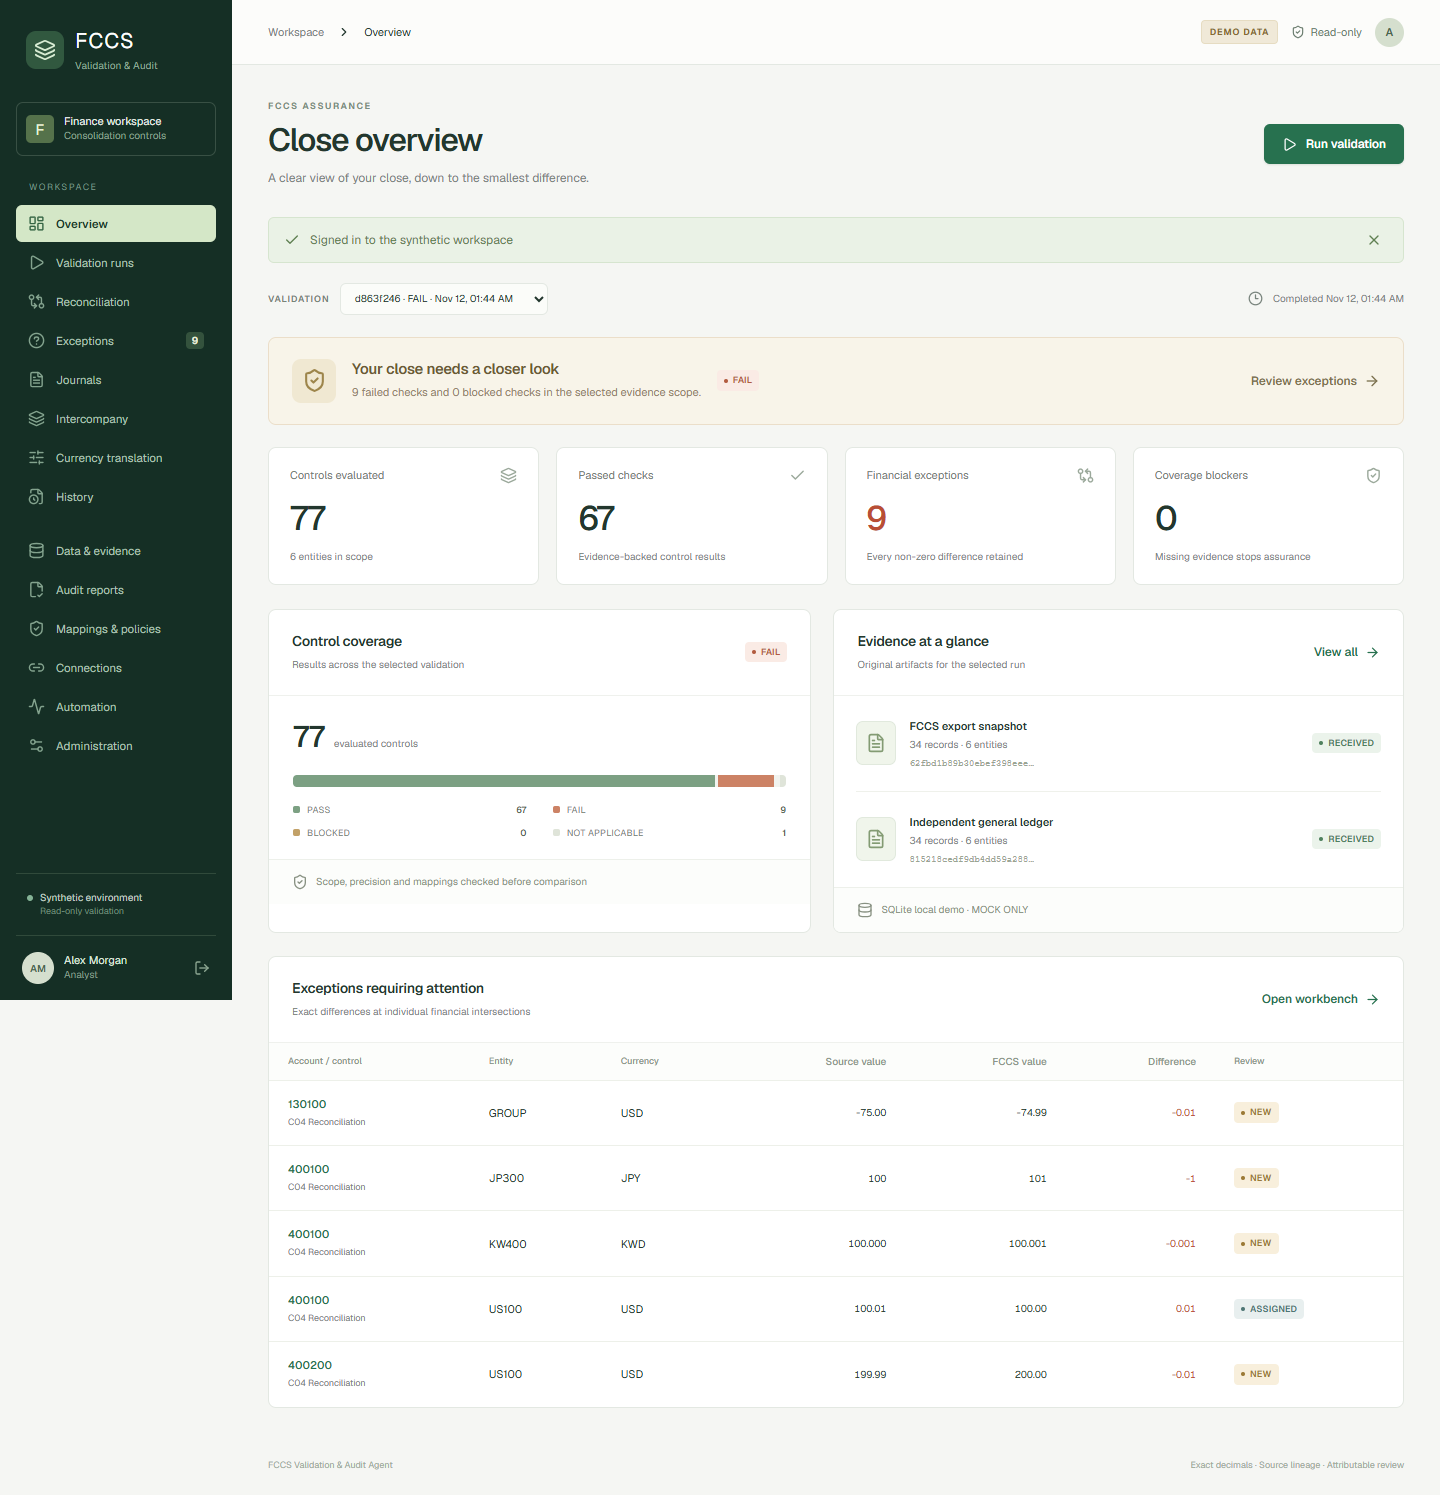 FCCS
Validation & Audit
F
Finance workspace
Consolidation controls
WORKSPACE
Overview
Validation runs
Reconciliation
Exceptions 9
Journals
Intercompany
Currency translation
History
Data & evidence
Audit reports
Mappings & policies
Connections
Automation
Administration
Synthetic environment
Read-only validation
AM
Alex Morgan
Analyst
Workspace Overview
DEMO DATA Read-only A
FCCS ASSURANCE
Close overview
A clear view of your close, down to the smallest difference.
Run validation
Signed in to the synthetic workspace
VALIDATION d863f246 · FAIL · Nov 12, 01:44 AM
Completed Nov 12, 01:44 AM
Your close needs a closer look
9 failed checks and 0 blocked checks in the selected evidence scope.
FAIL
Review exceptions
Controls evaluated
77
6 entities in scope
Passed checks
67
Evidence-backed control results
Financial exceptions
9
Every non-zero difference retained
Coverage blockers
0
Missing evidence stops assurance
Control coverage
Results across the selected validation
FAIL
77 evaluated controls
PASS 67
FAIL 9
BLOCKED 0
NOT APPLICABLE 1
Scope, precision and mappings checked before comparison
Evidence at a glance
Original artifacts for the selected run
View all
FCCS export snapshot
34 records · 6 entities
62fbd1b89b30ebef398eee…
RECEIVED
Independent general ledger
34 records · 6 entities
815218cedf9db4dd59a288…
RECEIVED
SQLite local demo · MOCK ONLY
Exceptions requiring attention
Exact differences at individual financial intersections
Open workbench
Account / control Entity Currency Source value FCCS value Difference Review
130100
C04 Reconciliation
GROUP USD -75.00 -74.99 -0.01 NEW
400100
C04 Reconciliation
JP300 JPY 100 101 -1 NEW
400100
C04 Reconciliation
KW400 KWD 100.000 100.001 -0.001 NEW
400100
C04 Reconciliation
US100 USD 100.01 100.00 0.01 ASSIGNED
400200
C04 Reconciliation
US100 USD 199.99 200.00 -0.01 NEW
FCCS Validation & Audit Agent
Exact decimals · Source lineage · Attributable review